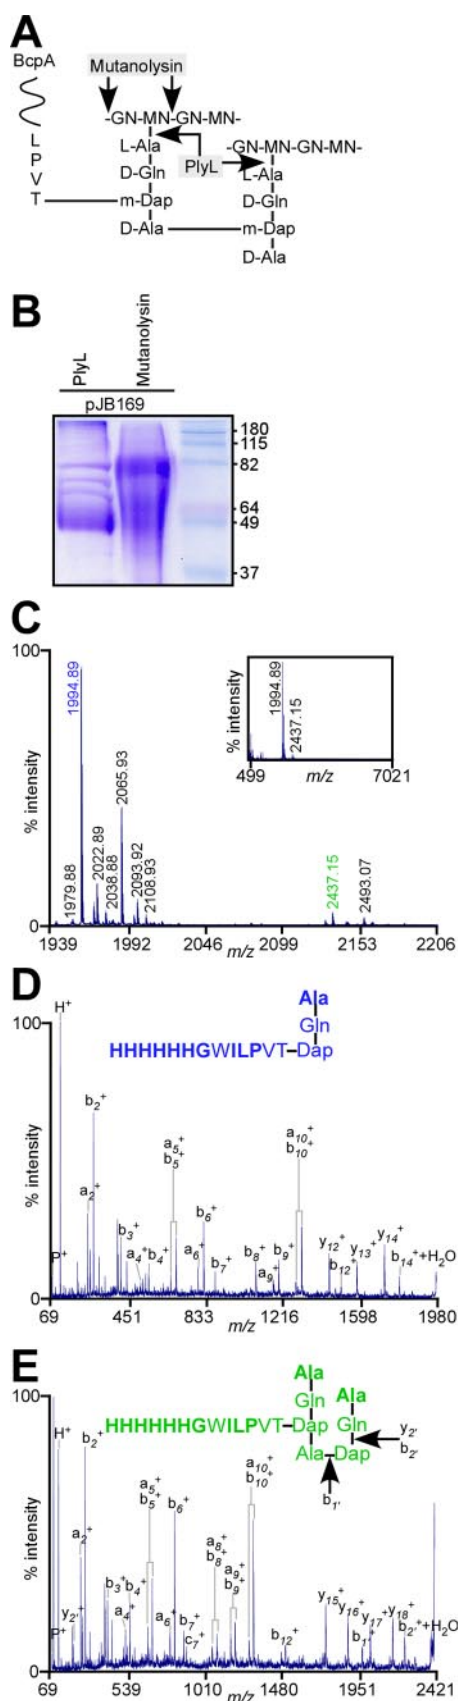 A
BcpA
Mutanolysin
-GN-MN-GN-MN-
L
L-Ala
-GN-MN-GN-MN-
P
PlyL
L-Ala
V
D-Gln
D-Gln
T
m-Dap
m-Dap
D-Ala
D-Ala
B
PlyL
Mutanolysin
pJB169
180
115
82
64
49
37
C
100
% intensity
0
1994.89
1979.88
2022.89
2038.88
2065.93
2093.92
2108.93
2437.15
2493.07
1939 1992 2046 2099 2153 2206
m/z
% intensity
1994.89
2437.15
499 m/z 7021
D
H+
100
Ala
Gln
HHHHHHGWILPVT-Dap
% intensity
b2+
a2+
P+
b3+
a4+
b4+
a5+
b5+
a6+
b6+
b7+
b8+
a9+
b9+
a10+
b10+
y12+
b12+
y13+
y14+
b14++H2O
0
69 451 833 1216 1598 1980
m/z
E
100
H+
Ala
Gln Ala
HHHHHHGWILPVT-Dap Gln
Ala-Dap
y2'
b2'
b1'
% intensity
b2+
a2+
y2'+
P+
b3+
b4+
a4+
a5+
b5+
a6+
b6+
b7+
c7+
a8+
b8+
a9+
b9+
a10+
b10+
b12+
y15+
y16+
b1'+
y17+
y18+
b2'++H2O
0
69 539 1010 1480 1951 2421
m/z